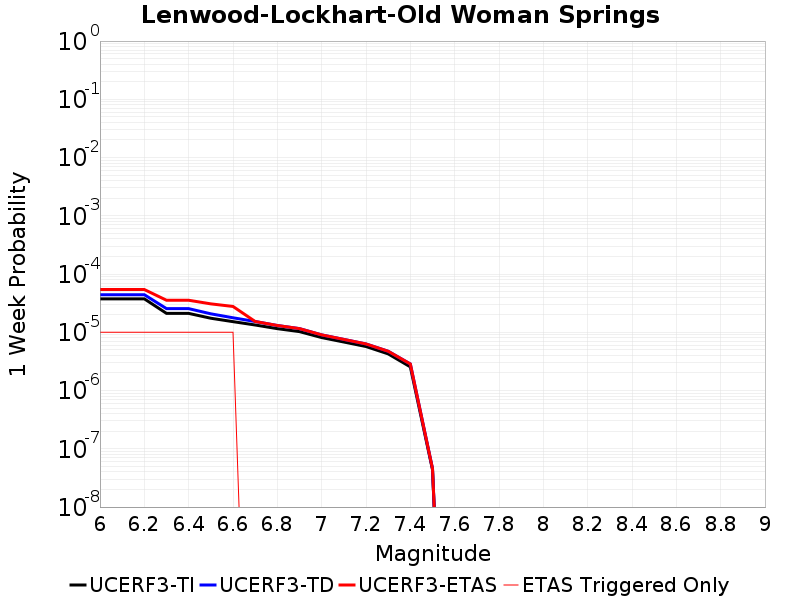 Lenwood-Lockhart-Old Woman Springs
1 Week Probability
10^0
10^-1
10^-2
10^-3
10^-4
10^-5
10^-6
10^-7
10^-8
6 6.2 6.4 6.6 6.8 7 7.2 7.4 7.6 7.8 8 8.2 8.4 8.6 8.8 9
Magnitude
UCERF3-TI UCERF3-TD UCERF3-ETAS ETAS Triggered Only